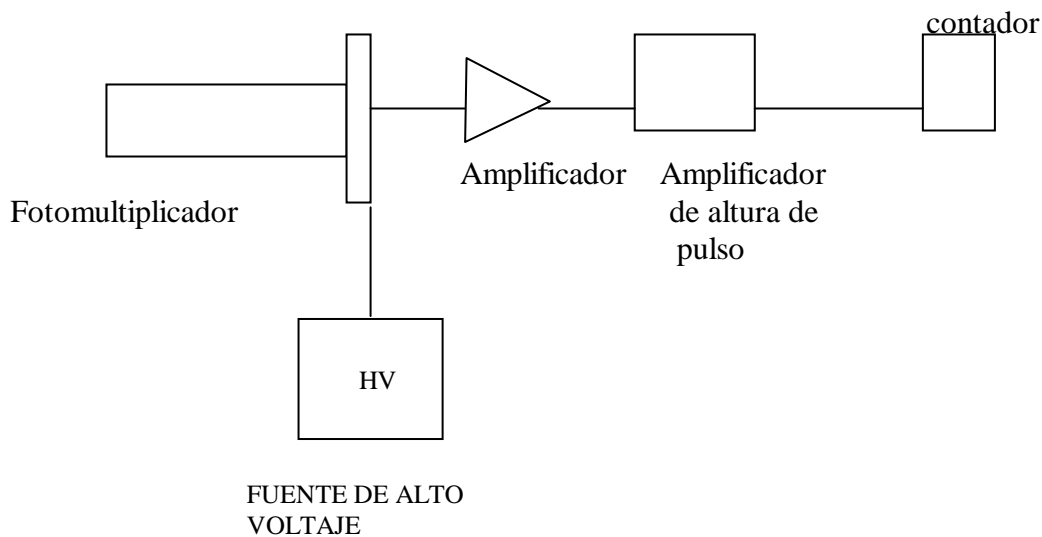 contador
Amplificador
Amplificador
de altura de
pulso
Fotomultiplicador
HV
FUENTE DE ALTO
VOLTAJE